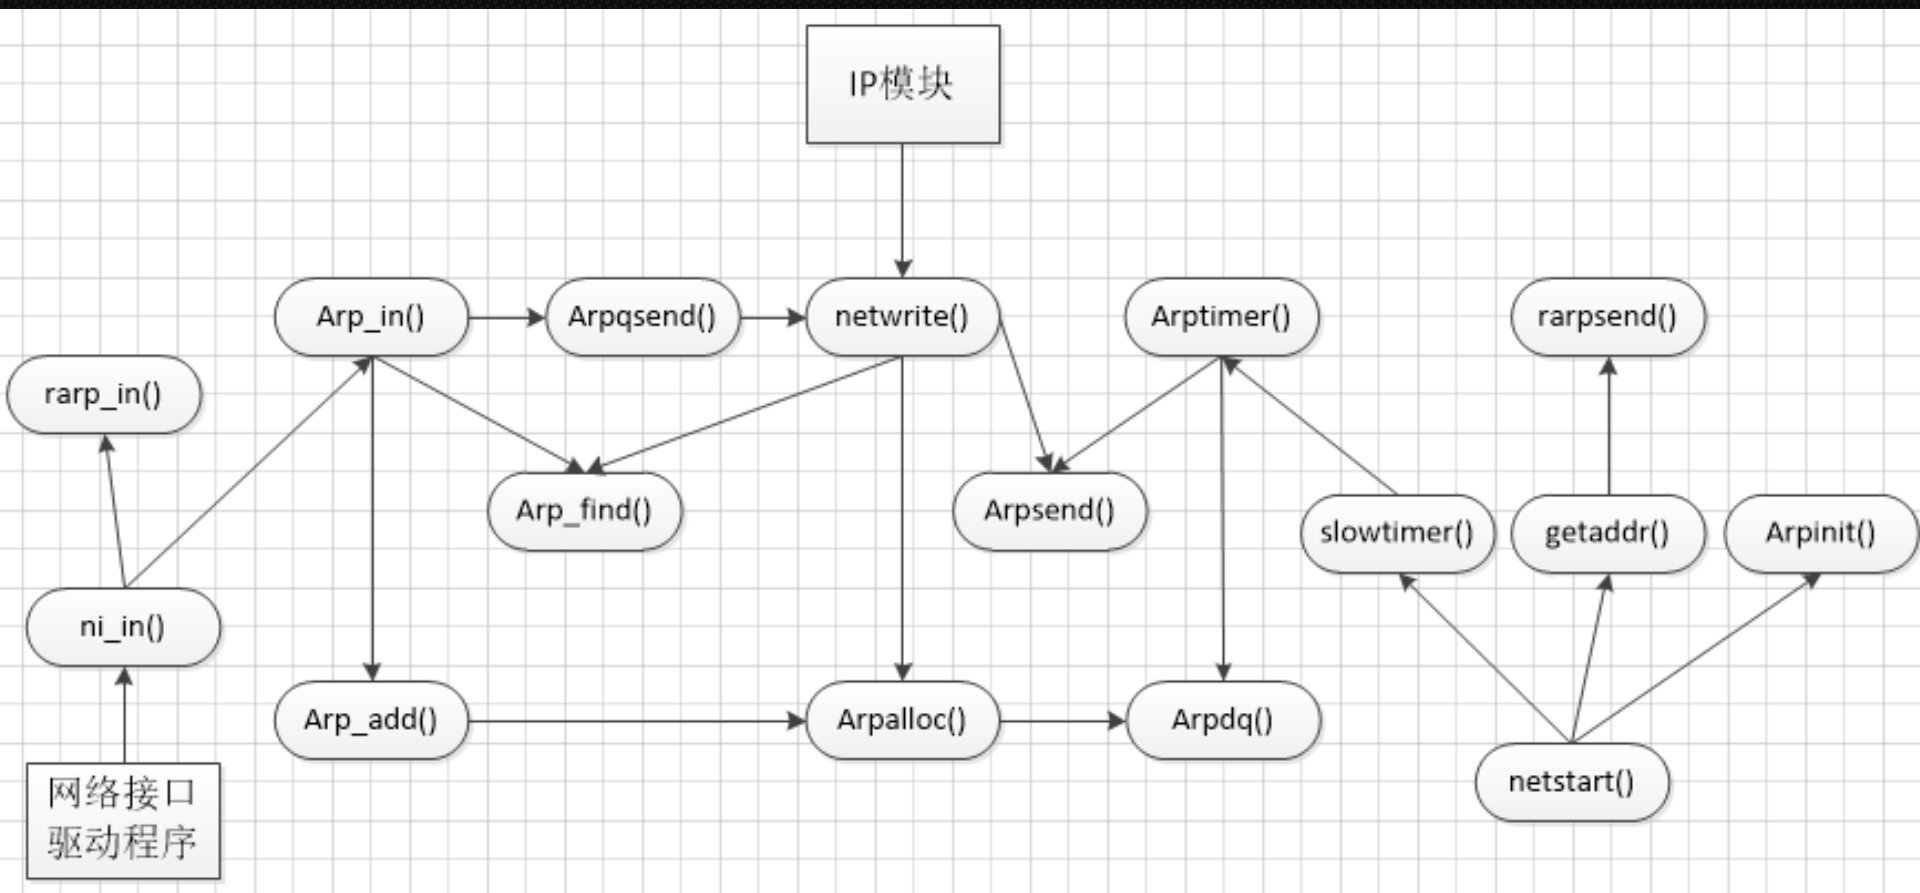 IP模块
Arp_in()
Arpqsend()
netwrite()
Arptimer()
rarpsend()
rarp_in()
Arp_find()
Arpsend()
slowtimer()
getaddr()
Arpinit()
ni_in()
Arp_add()
Arpalloc()
Arpdq()
netstart()
网络接口
驱动程序